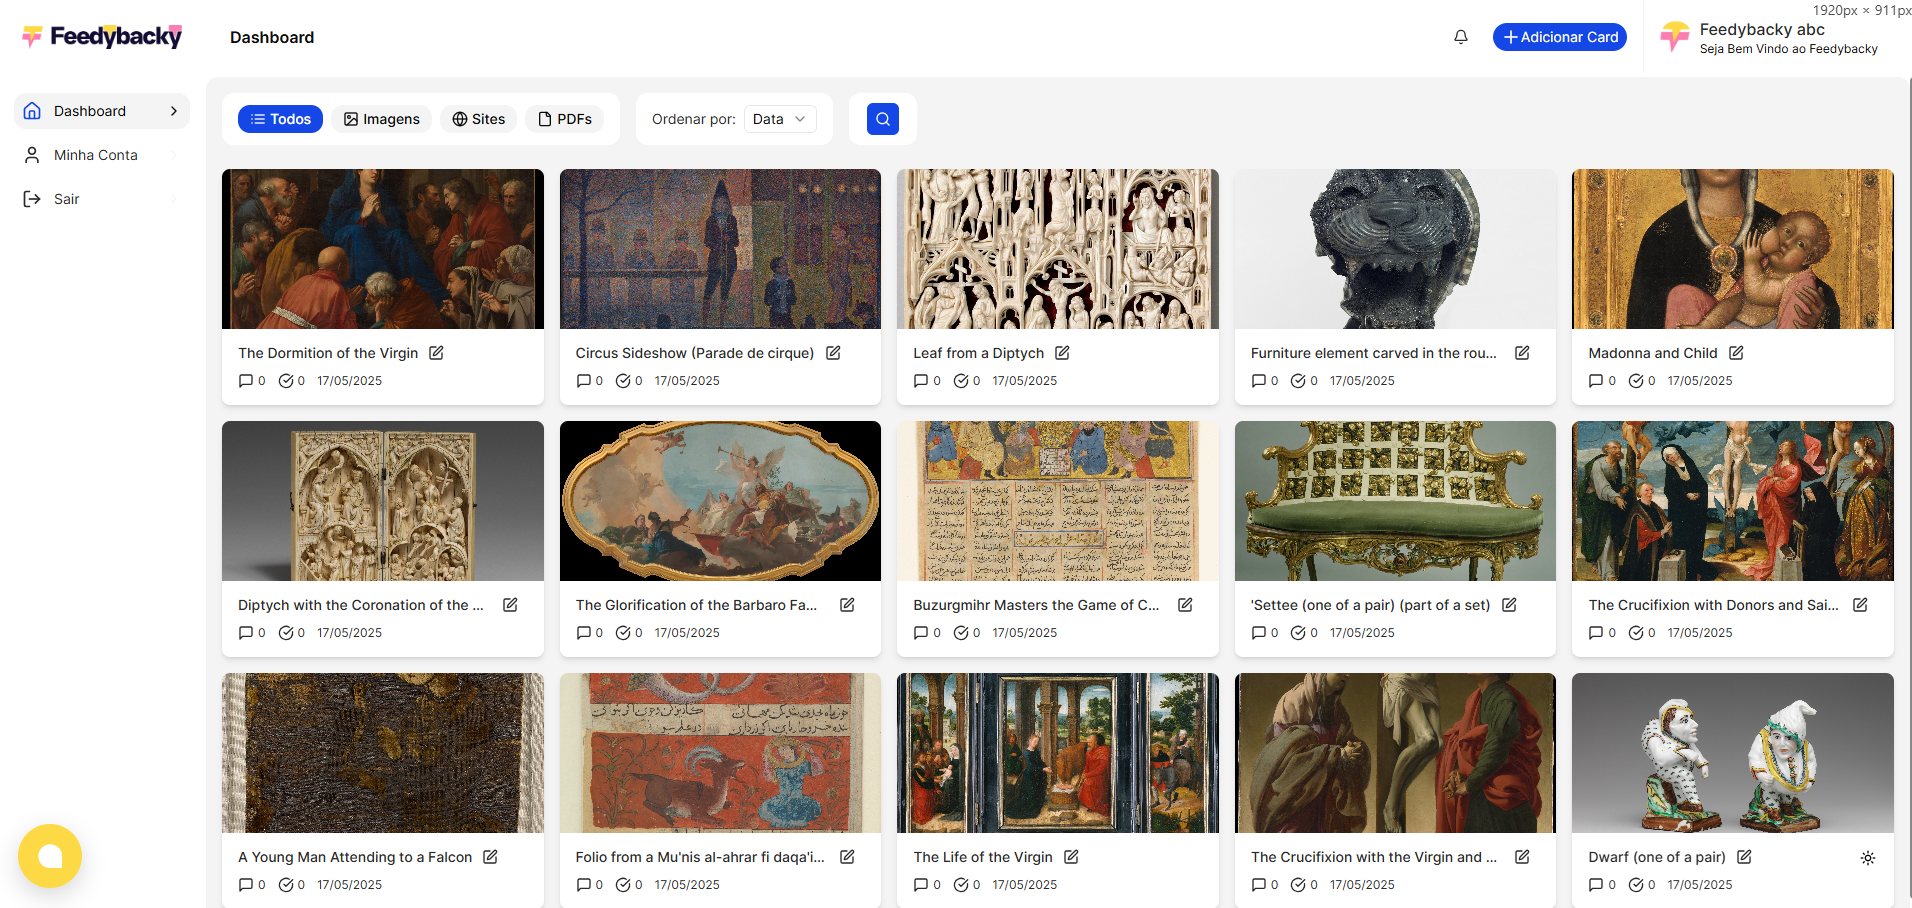 1920px × 911px
Feedybacky
Dashboard
Adicionar Card
Feedybacky abc
Seja Bem Vindo ao Feedybacky
Dashboard
Minha Conta
Sair
Todos
Imagens
Sites
PDFs
Ordenar por:
Data
The Dormition of the Virgin
0 0 17/05/2025
Circus Sideshow (Parade de cirque)
0 0 17/05/2025
Leaf from a Diptych
0 0 17/05/2025
Furniture element carved in the rou...
0 0 17/05/2025
Madonna and Child
0 0 17/05/2025
Diptych with the Coronation of the ...
0 0 17/05/2025
The Glorification of the Barbaro Fa...
0 0 17/05/2025
Buzurgmihr Masters the Game of C...
0 0 17/05/2025
'Settee (one of a pair) (part of a set)
0 0 17/05/2025
The Crucifixion with Donors and Sai...
0 0 17/05/2025
A Young Man Attending to a Falcon
0 0 17/05/2025
Folio from a Mu'nis al-ahrar fi daqa'i...
0 0 17/05/2025
The Life of the Virgin
0 0 17/05/2025
The Crucifixion with the Virgin and ...
0 0 17/05/2025
Dwarf (one of a pair)
0 0 17/05/2025